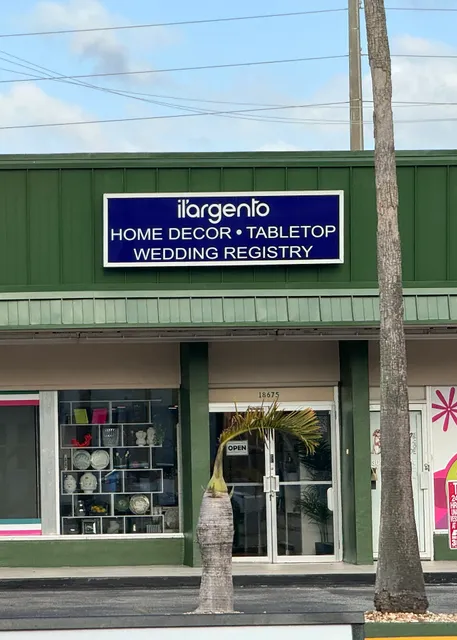 il'argento
HOME DECOR • TABLETOP
WEDDING REGISTRY
18675
OPEN